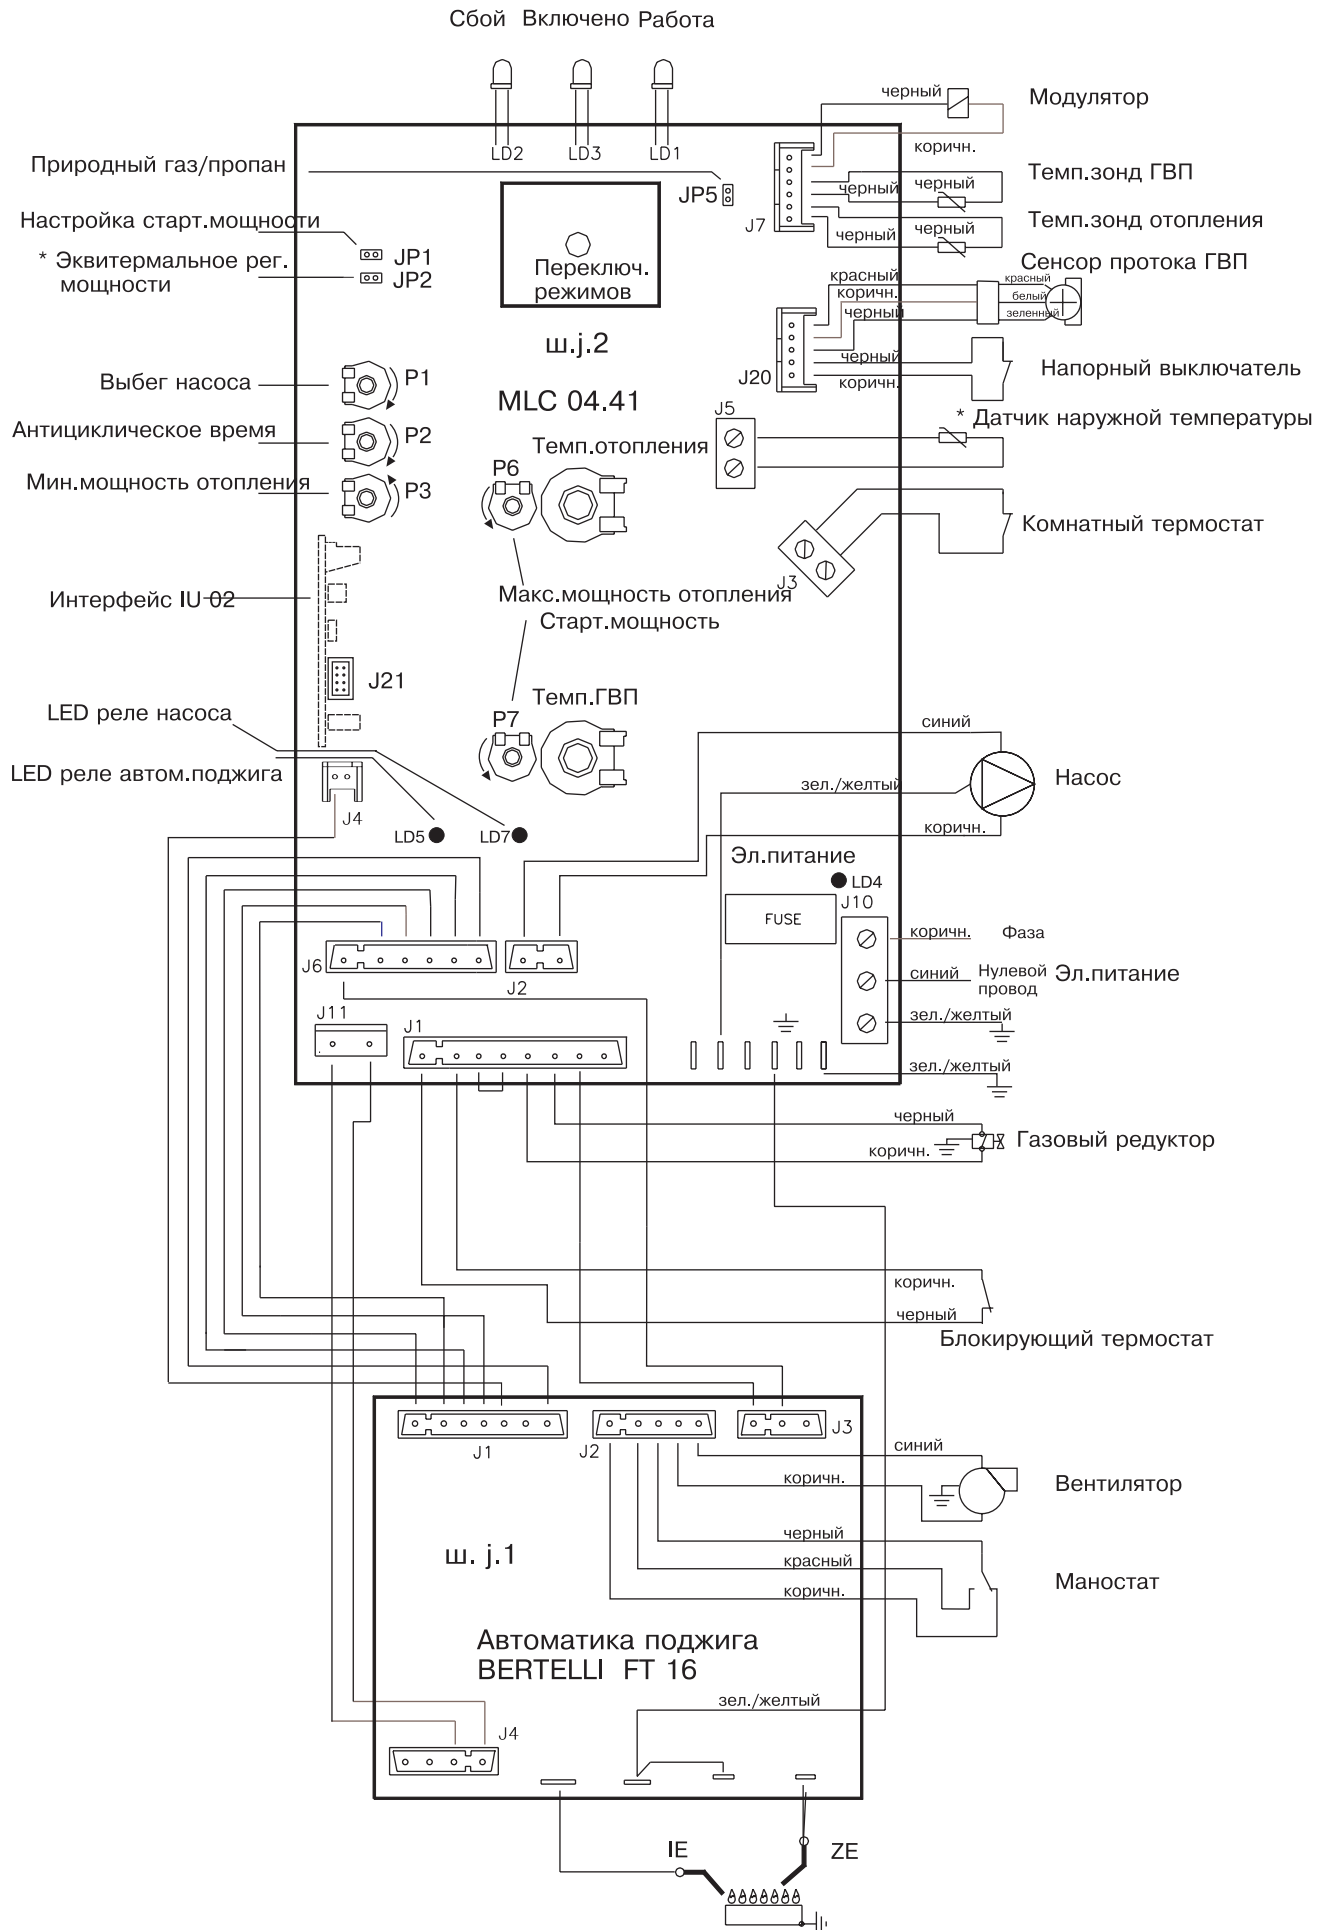 Сбой Включено Работа
LD2 LD3 LD1
черный
Модулятор
коричн.
Природный газ/пропан
JP5
J7
черный
черный
Темп.зонд ГВП
черный
черный
Темп.зонд отопления
Настройка старт.мощности
JP1
* Эквитермальное рег.
мощности
JP2
Переключ.
режимов
Сенсор протока ГВП
красный
коричн.
черный
красный
белый
зеленный
ш.j.2
черный
коричн.
J20
Напорный выключатель
Выбег насоса
P1
MLC 04.41
J5
* Датчик наружной температуры
Антициклическое время
P2
Темп.отопления
Мин.мощность отопления
P3
P6
Комнатный термостат
J3
Интерфейс IU 02
Макс.мощность отопления
Старт.мощность
J21
Темп.ГВП
P7
LED реле насоса
LED реле автом.поджига
синий
зел./желтый
Насос
коричн.
J4
LD5
LD7
Эл.питание
LD4
FUSE
J10
коричн.
Фаза
синий
Нулевой
провод
Эл.питание
зел./желтый
зел./желтый
J6
J2
J11
J1
черный
коричн.
Газовый редуктор
коричн.
черный
Блокирующий термостат
J1
J2
J3
синий
коричн.
Вентилятор
черный
красный
коричн.
Маностат
ш. j.1
Автоматика поджига
BERTELLI FT 16
зел./желтый
J4
IE
ZE